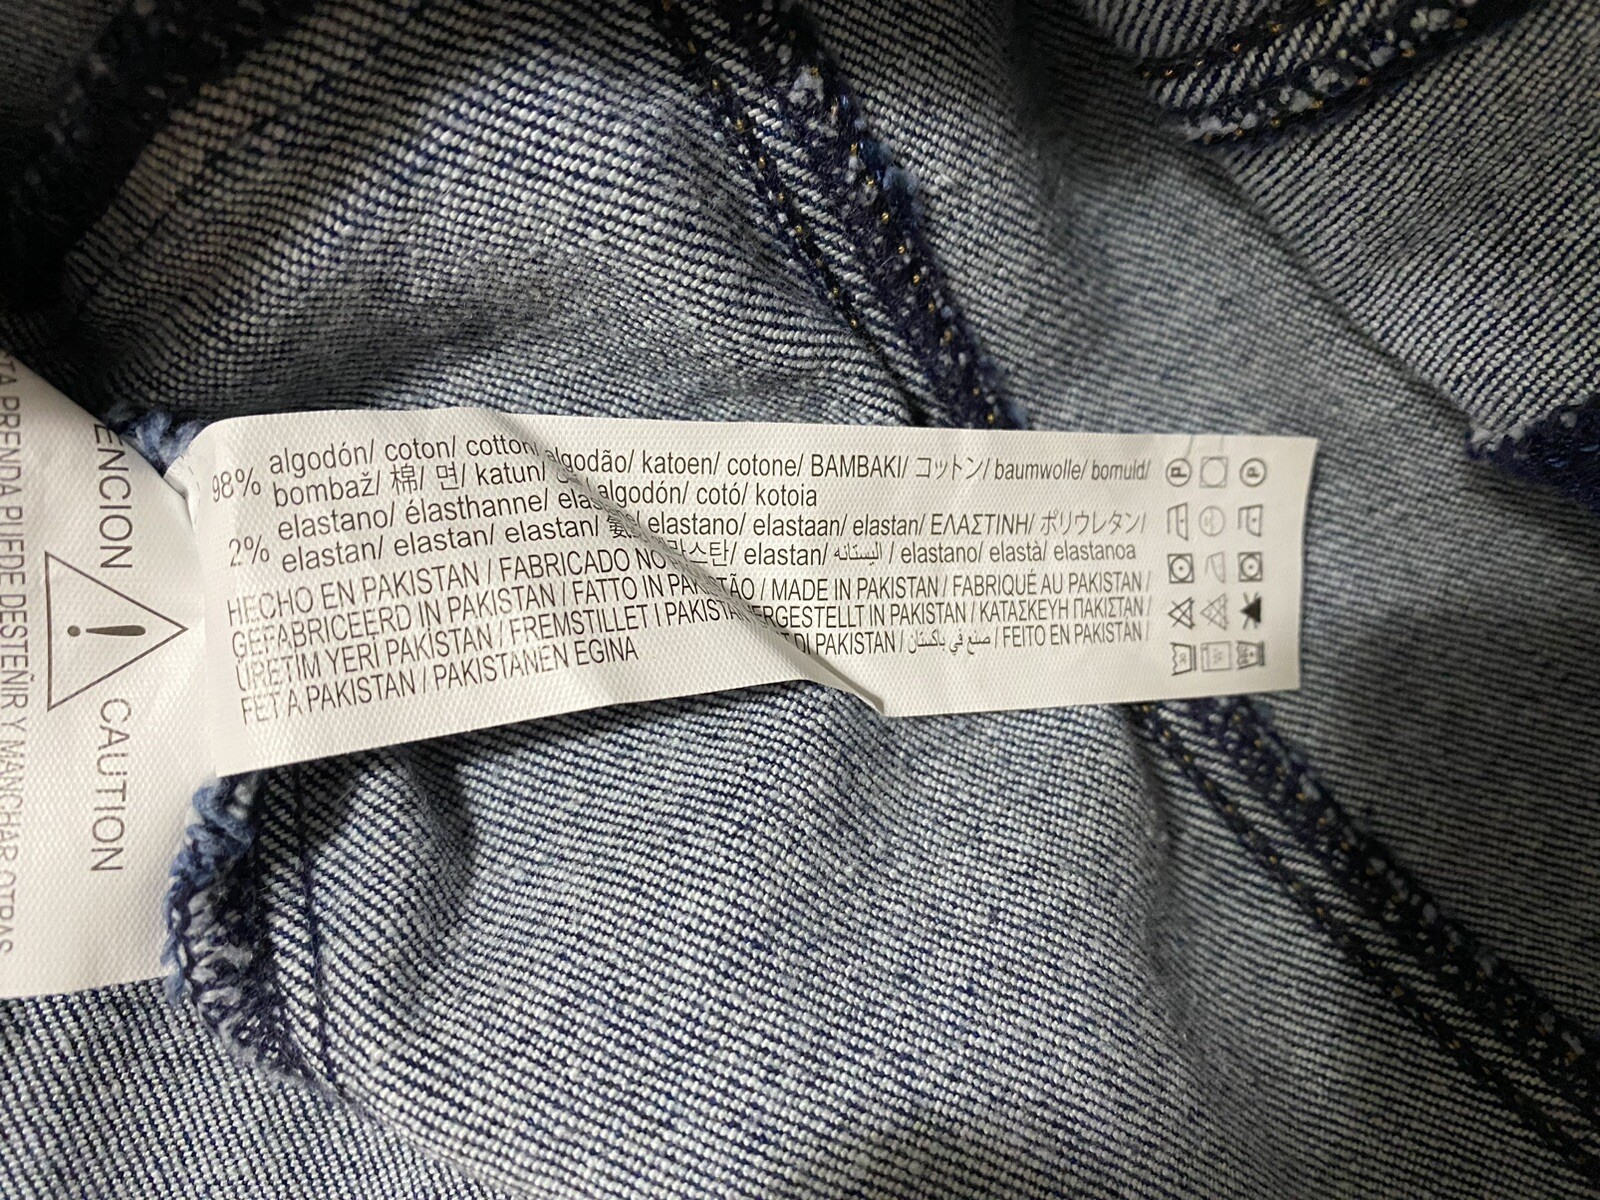 98% algodón/ coton/ cotton/ algodão/ katoen/ cotone/ BAMBAKI/ コットン/ baumwolle/ bomuld/
bombaž/ 棉/ 면/ katun/ algodón/ cotó/ kotoia
2% elastano/ élasthanne/ elastano/ elastaan/ elastan/ ΕΛΑΣΤΙΝΗ/ ポリウレタン/
elastan/ elastan/ elastan/ elastan/ اليستانه / elastano/ elastà/ elastanoa
HECHO EN PAKISTAN / FABRICADO NO PAKISTÃO / MADE IN PAKISTAN / FABRIQUÉ AU PAKISTAN /
GEFABRICEERD IN PAKISTAN / FATTO IN PAKISTAN / HERGESTELLT IN PAKISTAN / ΚΑΤΑΣΚΕΥΗ ΠΑΚΙΣΤΑΝ /
ÜRETİM YERİ PAKİSTAN / FREMSTILLET I PAKISTAN DI PAKISTAN / صنع في باكستان / FEITO EN PAKISTAN /
FET A PAKISTAN / PAKISTANEN EGINA
CAUTION
PRENDA PUEDE DESTEÑIR Y MANCHAR OTRAS